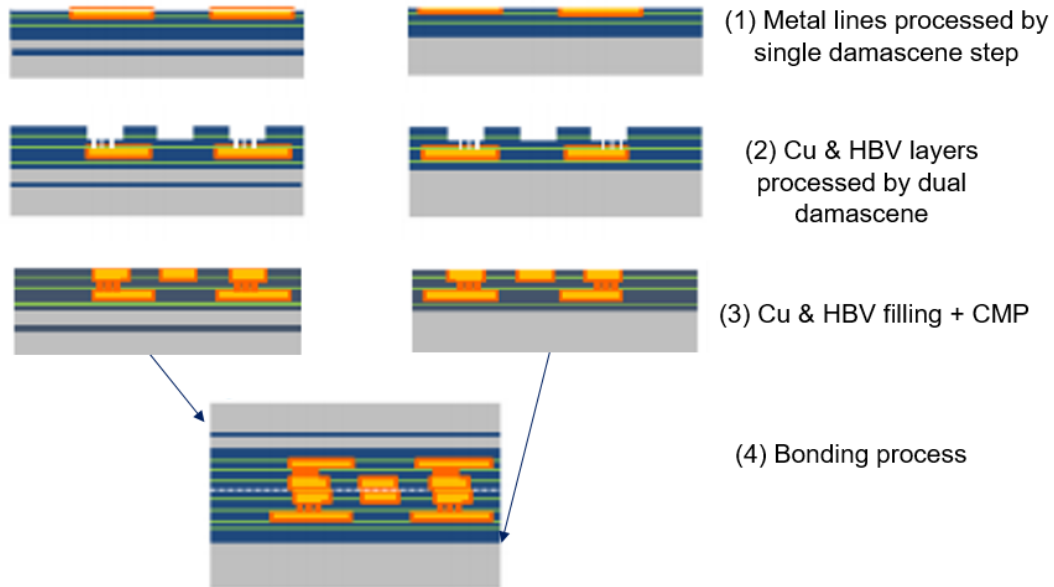 (1) Metal lines processed by
single damascene step
(2) Cu & HBV layers
processed by dual
damascene
(3) Cu & HBV filling + CMP
(4) Bonding process